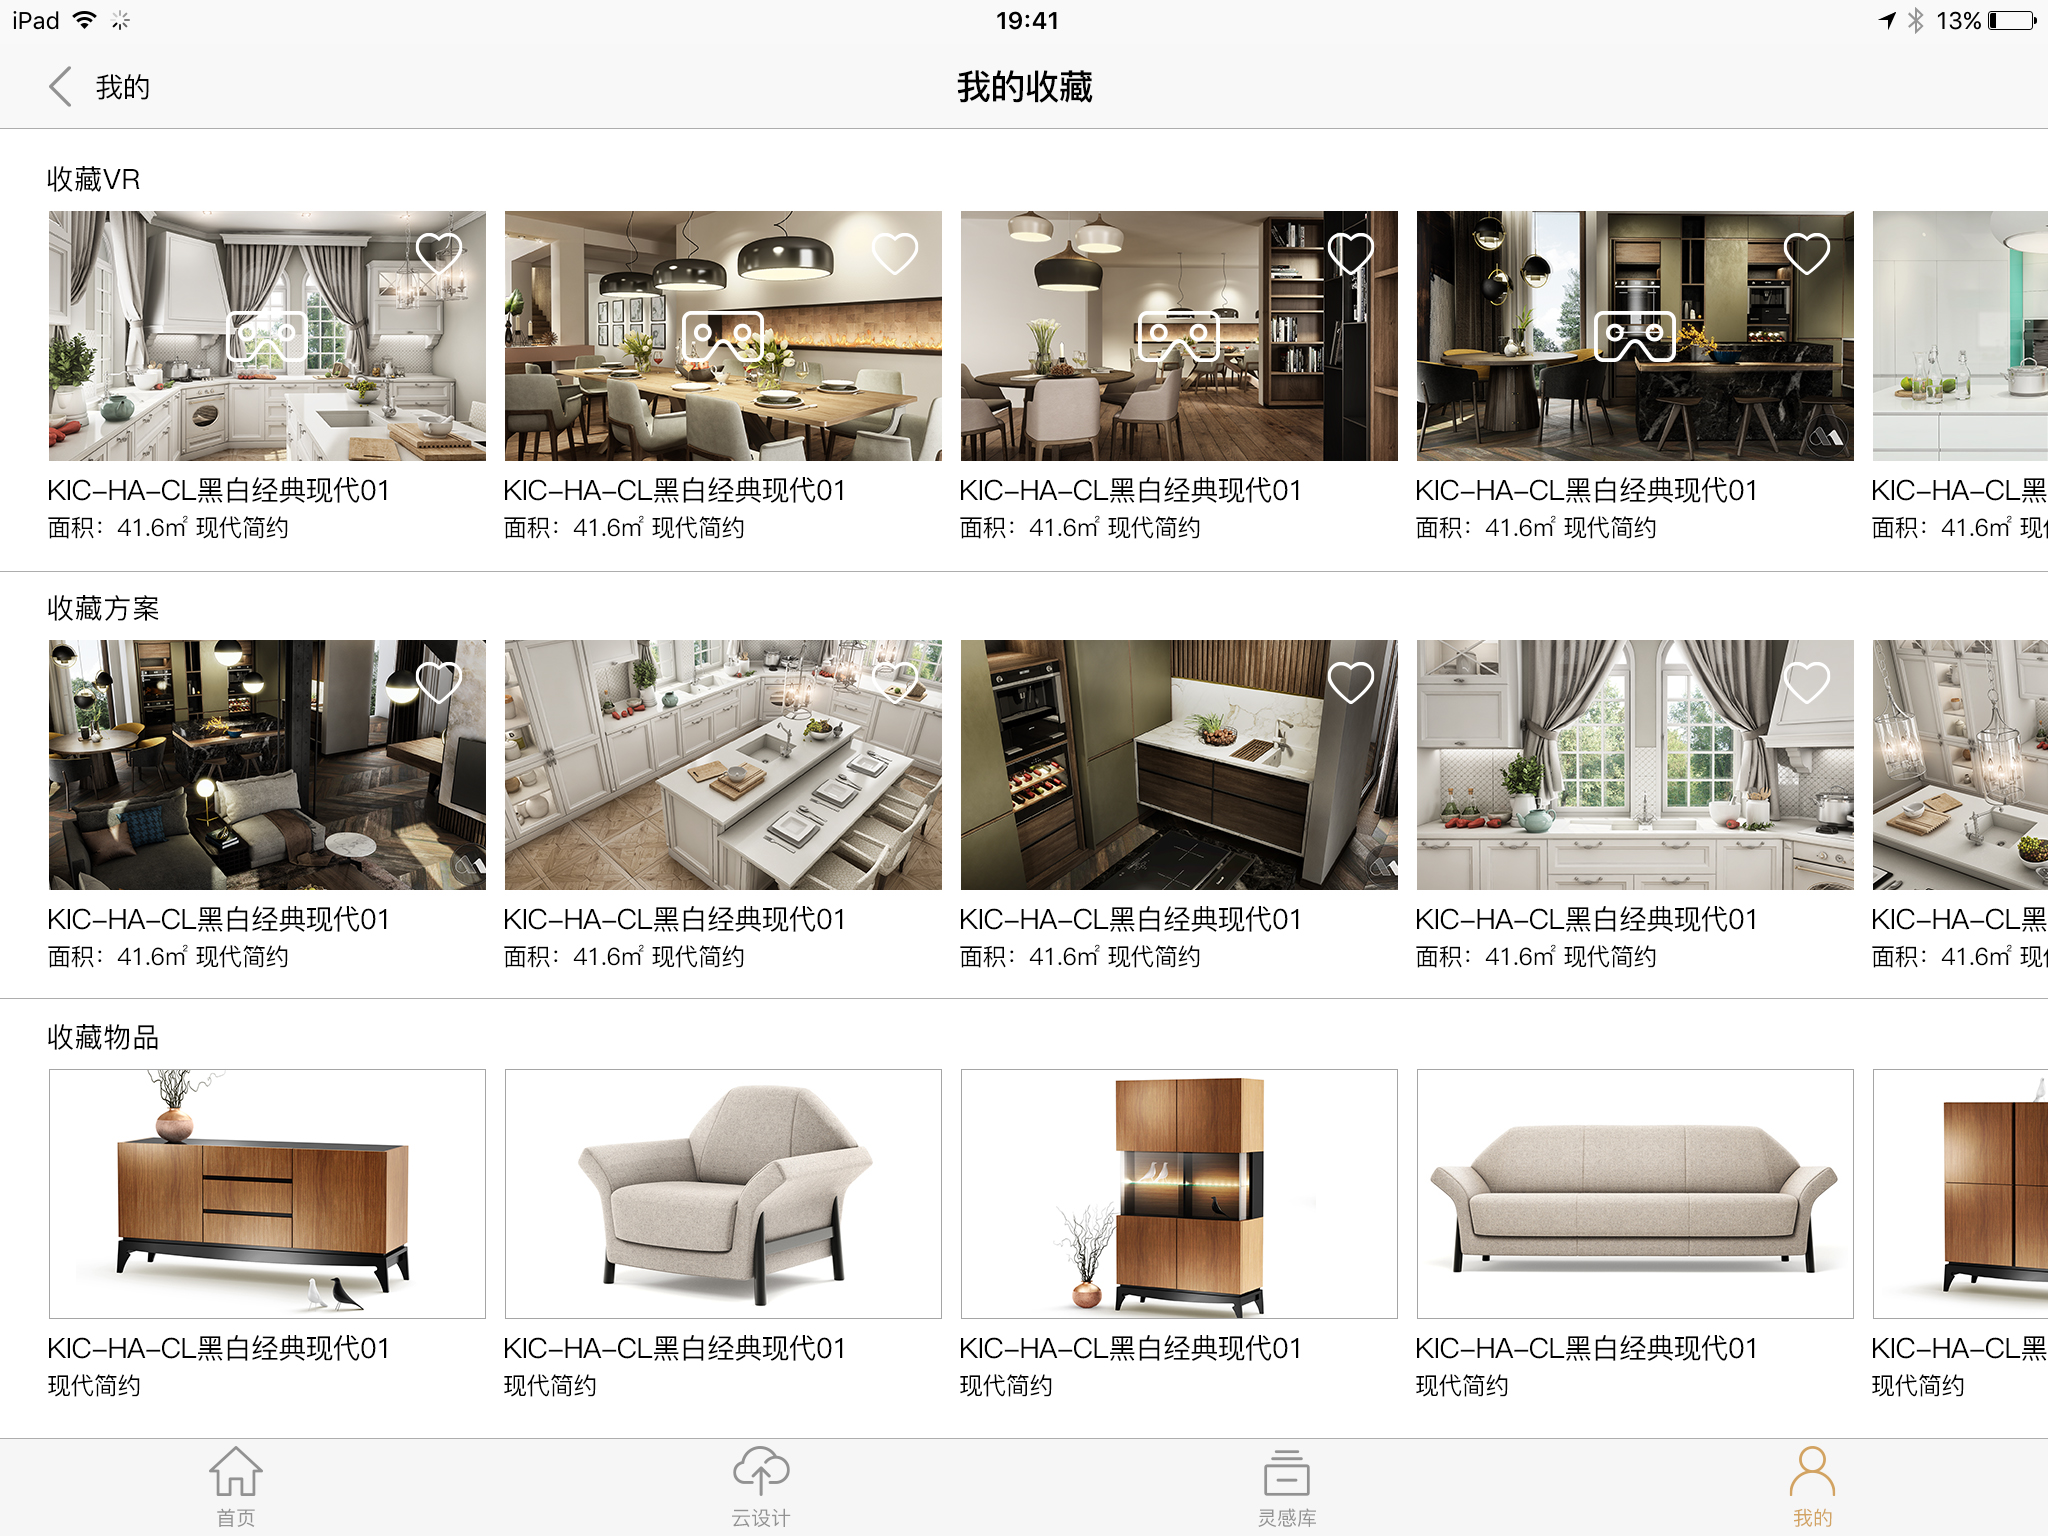 iPad 19:41 13%
我的 我的收藏
收藏VR
KIC-HA-CL黑白经典现代01 KIC-HA-CL黑白经典现代01 KIC-HA-CL黑白经典现代01 KIC-HA-CL黑白经典现代01 KIC-HA-CL黑
面积：41.6㎡ 现代简约 面积：41.6㎡ 现代简约 面积：41.6㎡ 现代简约 面积：41.6㎡ 现代简约 面积：41.6㎡ 现
收藏方案
KIC-HA-CL黑白经典现代01 KIC-HA-CL黑白经典现代01 KIC-HA-CL黑白经典现代01 KIC-HA-CL黑白经典现代01 KIC-HA-CL黑
面积：41.6㎡ 现代简约 面积：41.6㎡ 现代简约 面积：41.6㎡ 现代简约 面积：41.6㎡ 现代简约 面积：41.6㎡ 现
收藏物品
KIC-HA-CL黑白经典现代01 KIC-HA-CL黑白经典现代01 KIC-HA-CL黑白经典现代01 KIC-HA-CL黑白经典现代01 KIC-HA-CL黑
现代简约 现代简约 现代简约 现代简约 现代简约
首页 云设计 灵感库 我的